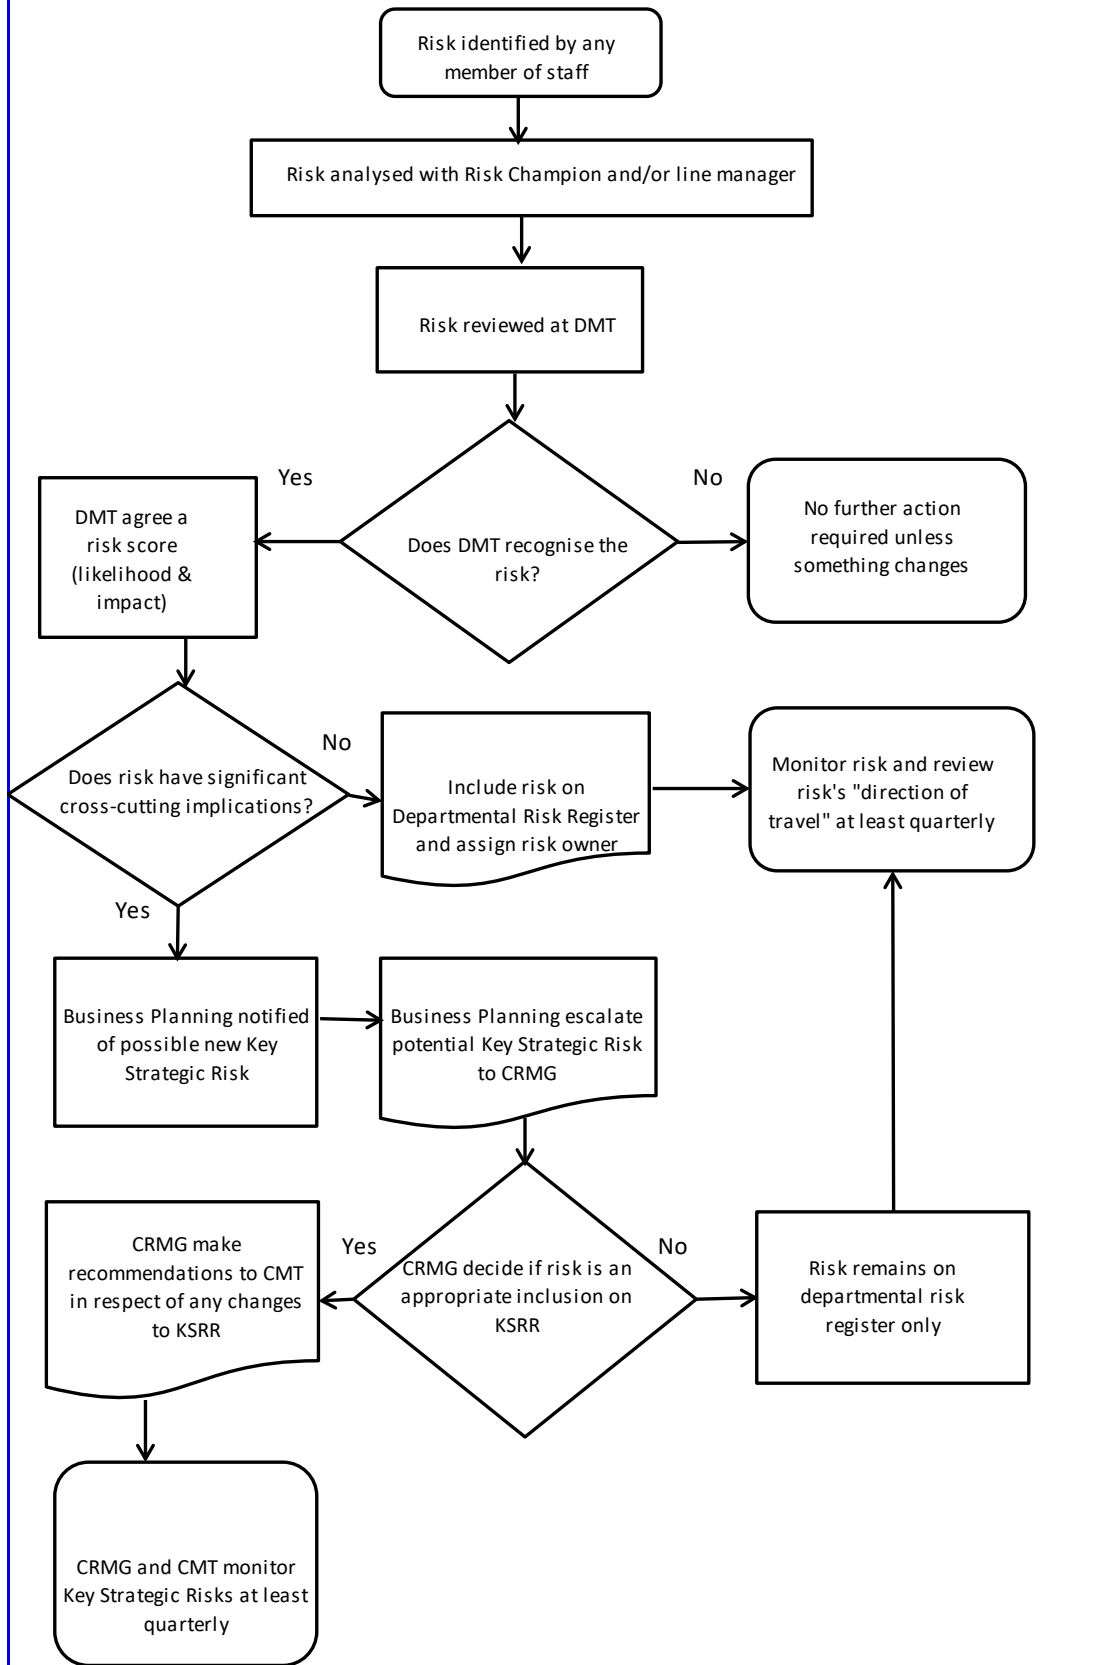 Risk identified by any
member of staff
Risk analysed with Risk Champion and/or line manager
Risk reviewed at DMT
Yes
No
DMT agree a
risk score
(likelihood &
impact)
Does DMT recognise the
risk?
No further action
required unless
something changes
Does risk have significant
cross-cutting implications?
No
Include risk on
Departmental Risk Register
and assign risk owner
Monitor risk and review
risk's "direction of
travel" at least quarterly
Yes
Business Planning notified
of possible new Key
Strategic Risk
Business Planning escalate
potential Key Strategic Risk
to CRMG
CRMG decide if risk is an
appropriate inclusion on
KSRR
Yes
No
CRMG make
recommendations to CMT
in respect of any changes
to KSRR
Risk remains on
departmental risk
register only
CRMG and CMT monitor
Key Strategic Risks at least
quarterly